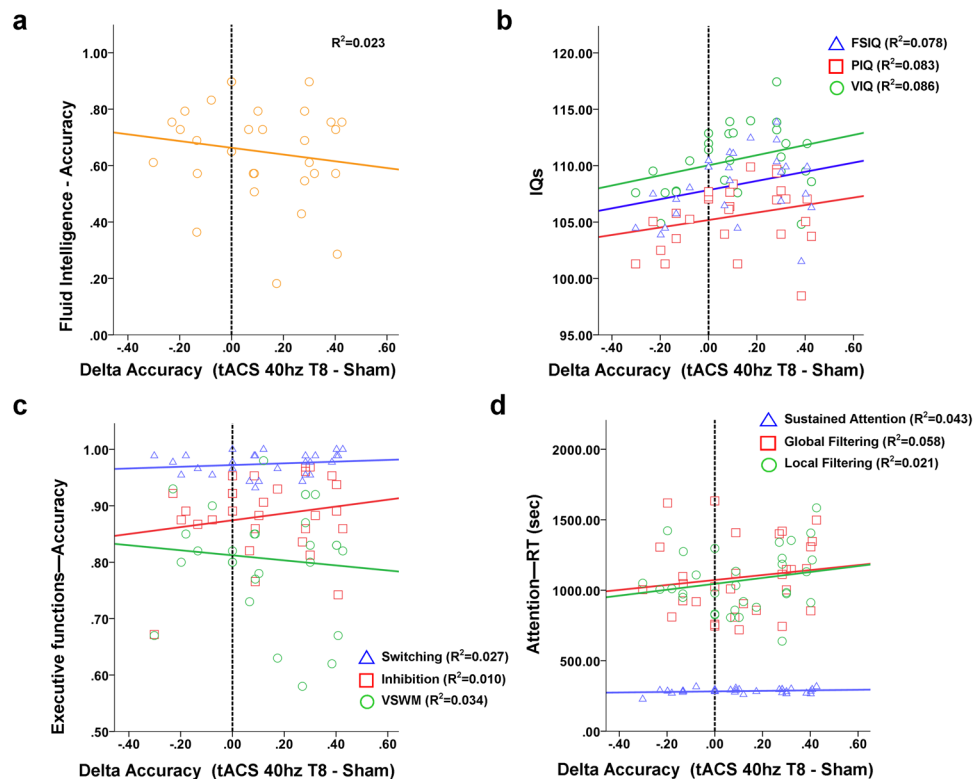 a
R²=0.023
1.00
.80
.60
.40
.20
.00
Fluid Intelligence - Accuracy
-.40 -.20 .00 .20 .40 .60
Delta Accuracy (tACS 40hz T8 - Sham)
b
FSIQ (R²=0.078)
PIQ (R²=0.083)
VIQ (R²=0.086)
120.00
115.00
110.00
105.00
100.00
95.00
IQs
-.40 -.20 .00 .20 .40 .60
Delta Accuracy (tACS 40hz T8 - Sham)
c
1.00
.90
.80
.70
.60
.50
Executive functions—Accuracy
Switching (R²=0.027)
Inhibition (R²=0.010)
VSWM (R²=0.034)
-.40 -.20 .00 .20 .40 .60
Delta Accuracy (tACS 40hz T8 - Sham)
d
Sustained Attention (R²=0.043)
Global Filtering (R²=0.058)
Local Filtering (R²=0.021)
2000.00
1500.00
1000.00
500.00
.00
Attention—RT (sec)
-.40 -.20 .00 .20 .40 .60
Delta Accuracy (tACS 40hz T8 - Sham)